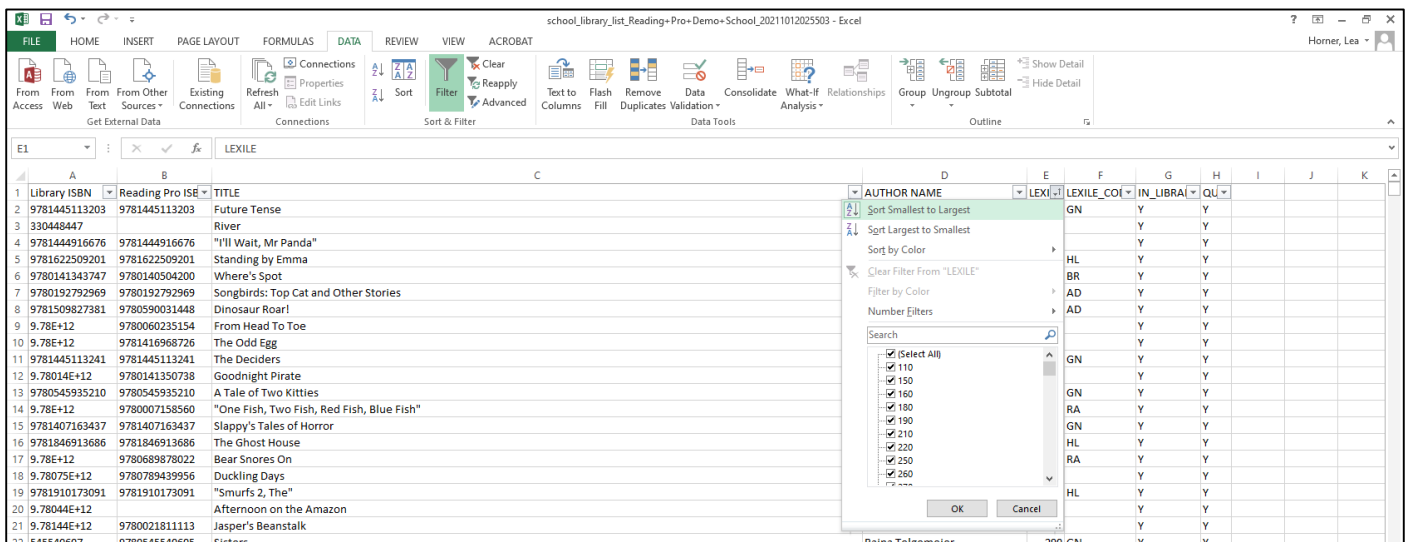 school_library_list_Reading+Pro+Demo+School_20211012025503 - Excel
FILE HOME INSERT PAGE LAYOUT FORMULAS DATA REVIEW VIEW ACROBAT Horner, Lea
From Access From Web From Text From Other Sources Existing Connections Refresh All Connections Properties Edit Links Sort Filter Clear Reapply Advanced Text to Columns Flash Fill Remove Duplicates Data Validation Consolidate What-If Analysis Relationships Group Ungroup Subtotal Show Detail Hide Detail
Get External Data Connections Sort & Filter Data Tools Outline
E1 fx LEXILE
A B C D E F G H I J K
1 Library ISBN Reading Pro ISB TITLE AUTHOR NAME LEXI LEXILE_COI IN_LIBRAI QU
2 9781445113203 9781445113203 Future Tense GN Y Y
3 330448447 River Y Y
4 9781444916676 9781444916676 "I'll Wait, Mr Panda" Y Y
5 9781622509201 9781622509201 Standing by Emma HL Y Y
6 9780141343747 9780140504200 Where's Spot BR Y Y
7 9780192792969 9780192792969 Songbirds: Top Cat and Other Stories AD Y Y
8 9781509827381 9780590031448 Dinosaur Roar! AD Y Y
9 9.78E+12 9780060235154 From Head To Toe Y Y
10 9.78E+12 9781416968726 The Odd Egg Y Y
11 9781445113241 9781445113241 The Deciders GN Y Y
12 9.78014E+12 9780141350738 Goodnight Pirate Y Y
13 9780545935210 9780545935210 A Tale of Two Kitties GN Y Y
14 9.78E+12 9780007158560 "One Fish, Two Fish, Red Fish, Blue Fish" RA Y Y
15 9781407163437 9781407163437 Slappy's Tales of Horror GN Y Y
16 9781846913686 9781846913686 The Ghost House HL Y Y
17 9.78E+12 9780689878022 Bear Snores On RA Y Y
18 9.78075E+12 9780789439956 Duckling Days Y Y
19 9781910173091 9781910173091 "Smurfs 2, The" HL Y Y
20 9.78044E+12 Afternoon on the Amazon Y Y
21 9.78144E+12 9780021811113 Jasper's Beanstalk Y Y
Sort Smallest to Largest
Sort Largest to Smallest
Sort by Color
Clear Filter From "LEXILE"
Filter by Color
Number Filters
Search
(Select All)
110
150
160
180
190
210
220
250
260
OK Cancel